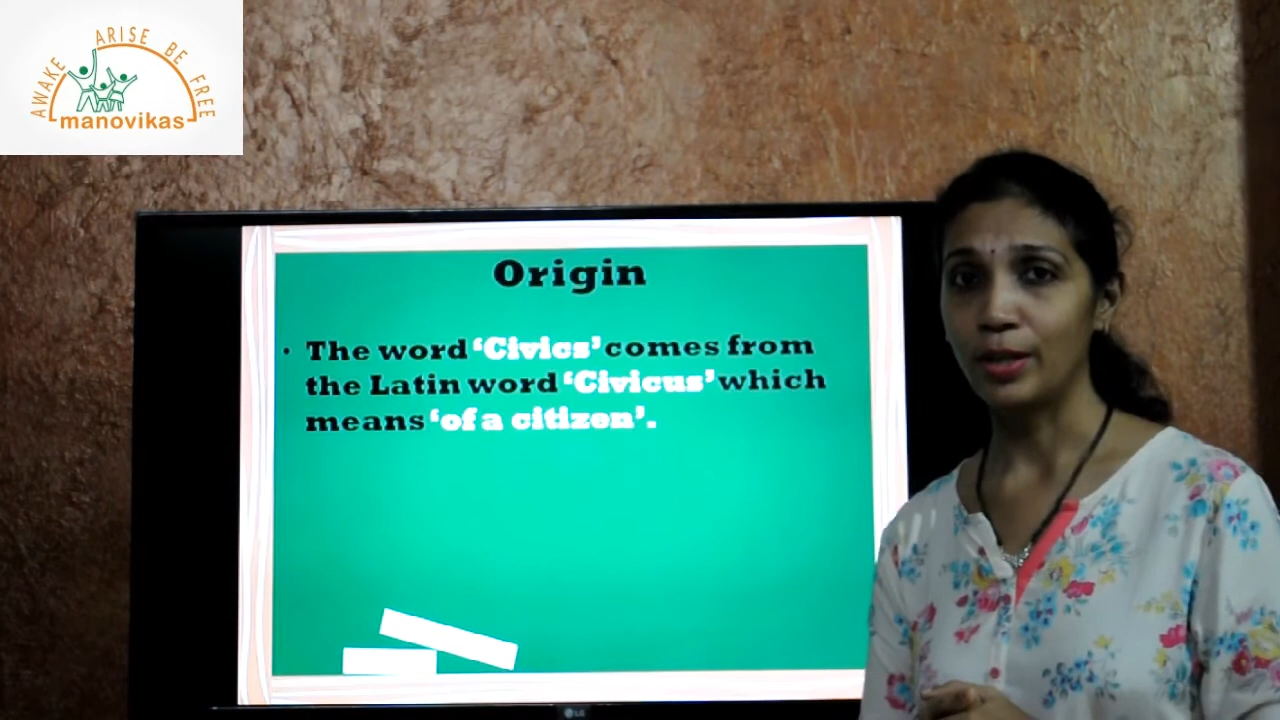 AWAKE ARISE BE FREE
manovikas
Origin
• The word ‘Civics’ comes from
the Latin word ‘Civicus’ which
means ‘of a citizen’.
LG